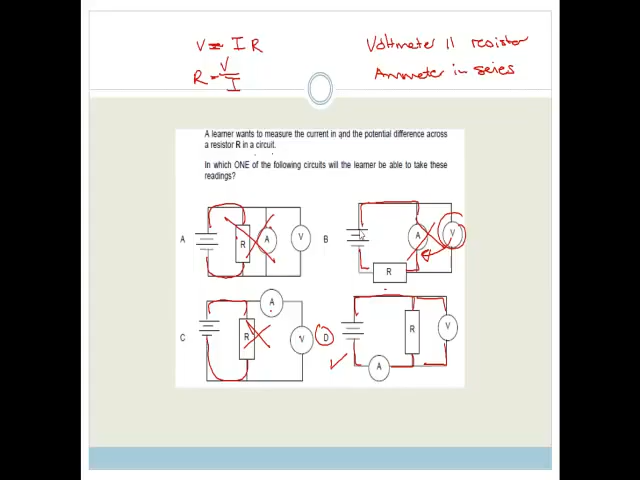 V = I R
R = V/I
Voltmeter || resistor
Ammeter in series
A learner wants to measure the current in and the potential difference across
a resistor R in a circuit.
In which ONE of the following circuits will the learner be able to take these
readings?
A
R
A
V
B
A
V
R
C
A
R
V
D
R
V
A